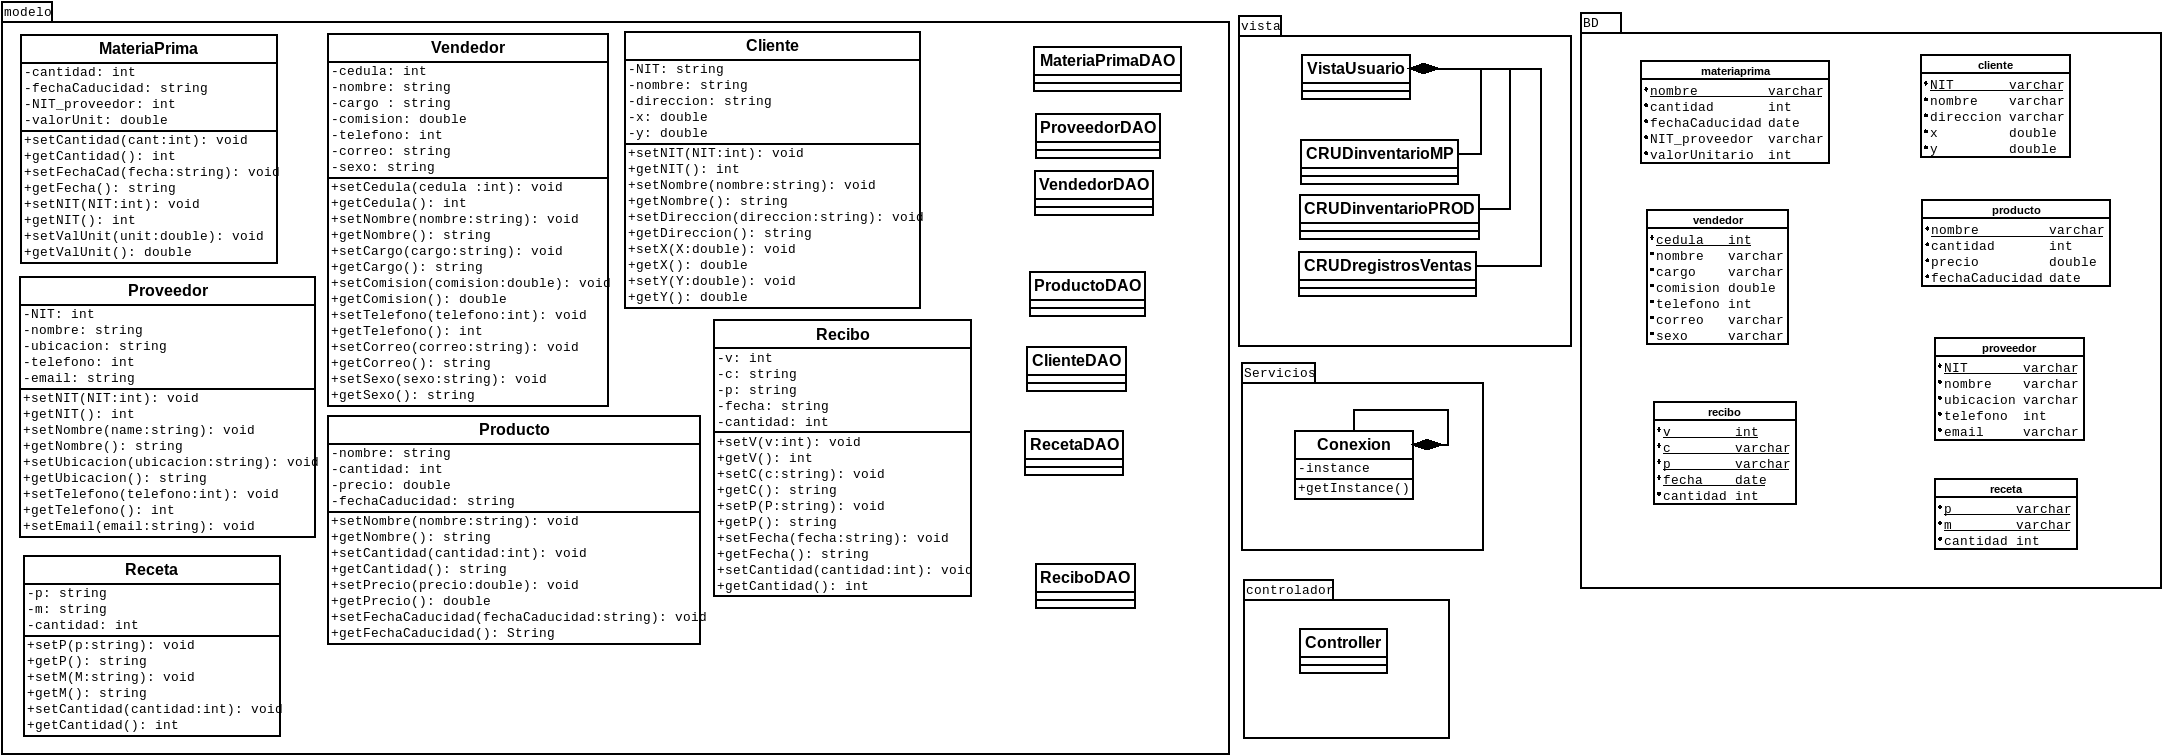 modelo
MateriaPrima
-cantidad: int
-fechaCaducidad: string
-NIT_proveedor: int
-valorUnit: double
+setCantidad(cant:int): void
+getCantidad(): int
+setFechaCad(fecha:string): void
+getFecha(): string
+setNIT(NIT:int): void
+getNIT(): int
+setValUnit(unit:double): void
+getValUnit(): double
Proveedor
-NIT: int
-nombre: string
-ubicacion: string
-telefono: int
-email: string
+setNIT(NIT:int): void
+getNIT(): int
+setNombre(name:string): void
+getNombre(): string
+setUbicacion(ubicacion:string): void
+getUbicacion(): string
+setTelefono(telefono:int): void
+getTelefono(): int
+setEmail(email:string): void
Receta
-p: string
-m: string
-cantidad: int
+setP(p:string): void
+getP(): string
+setM(M:string): void
+getM(): string
+setCantidad(cantidad:int): void
+getCantidad(): int
Vendedor
-cedula: int
-nombre: string
-cargo : string
-comision: double
-telefono: int
-correo: string
-sexo: string
+setCedula(cedula :int): void
+getCedula(): int
+setNombre(nombre:string): void
+getNombre(): string
+setCargo(cargo:string): void
+getCargo(): string
+setComision(comision:double): void
+getComision(): double
+setTelefono(telefono:int): void
+getTelefono(): int
+setCorreo(correo:string): void
+getCorreo(): string
+setSexo(sexo:string): void
+getSexo(): string
Producto
-nombre: string
-cantidad: int
-precio: double
-fechaCaducidad: string
+setNombre(nombre:string): void
+getNombre(): string
+setCantidad(cantidad:int): void
+getCantidad(): string
+setPrecio(precio:double): void
+getPrecio(): double
+setFechaCaducidad(fechaCaducidad:string): void
+getFechaCaducidad(): String
Cliente
-NIT: string
-nombre: string
-direccion: string
-x: double
-y: double
+setNIT(NIT:int): void
+getNIT(): int
+setNombre(nombre:string): void
+getNombre(): string
+setDireccion(direccion:string): void
+getDireccion(): string
+setX(X:double): void
+getX(): double
+setY(Y:double): void
+getY(): double
Recibo
-v: int
-c: string
-p: string
-fecha: string
-cantidad: int
+setV(v:int): void
+getV(): int
+setC(c:string): void
+getC(): string
+setP(P:string): void
+getP(): string
+setFecha(fecha:string): void
+getFecha(): string
+setCantidad(cantidad:int): void
+getCantidad(): int
MateriaPrimaDAO
ProveedorDAO
VendedorDAO
ProductoDAO
ClienteDAO
RecetaDAO
ReciboDAO
vista
VistaUsuario
CRUDinventarioMP
CRUDinventarioPROD
CRUDregistrosVentas
Servicios
Conexion
-instance
+getInstance()
controlador
Controller
BD
materiaprima
nombre varchar
cantidad int
fechaCaducidad date
NIT_proveedor varchar
valorUnitario int
vendedor
cedula int
nombre varchar
cargo varchar
comision double
telefono int
correo varchar
sexo varchar
recibo
v int
c varchar
p varchar
fecha date
cantidad int
cliente
NIT varchar
nombre varchar
direccion varchar
x double
y double
producto
nombre varchar
cantidad int
precio double
fechaCaducidad date
proveedor
NIT varchar
nombre varchar
ubicacion varchar
telefono int
email varchar
receta
p varchar
m varchar
cantidad int